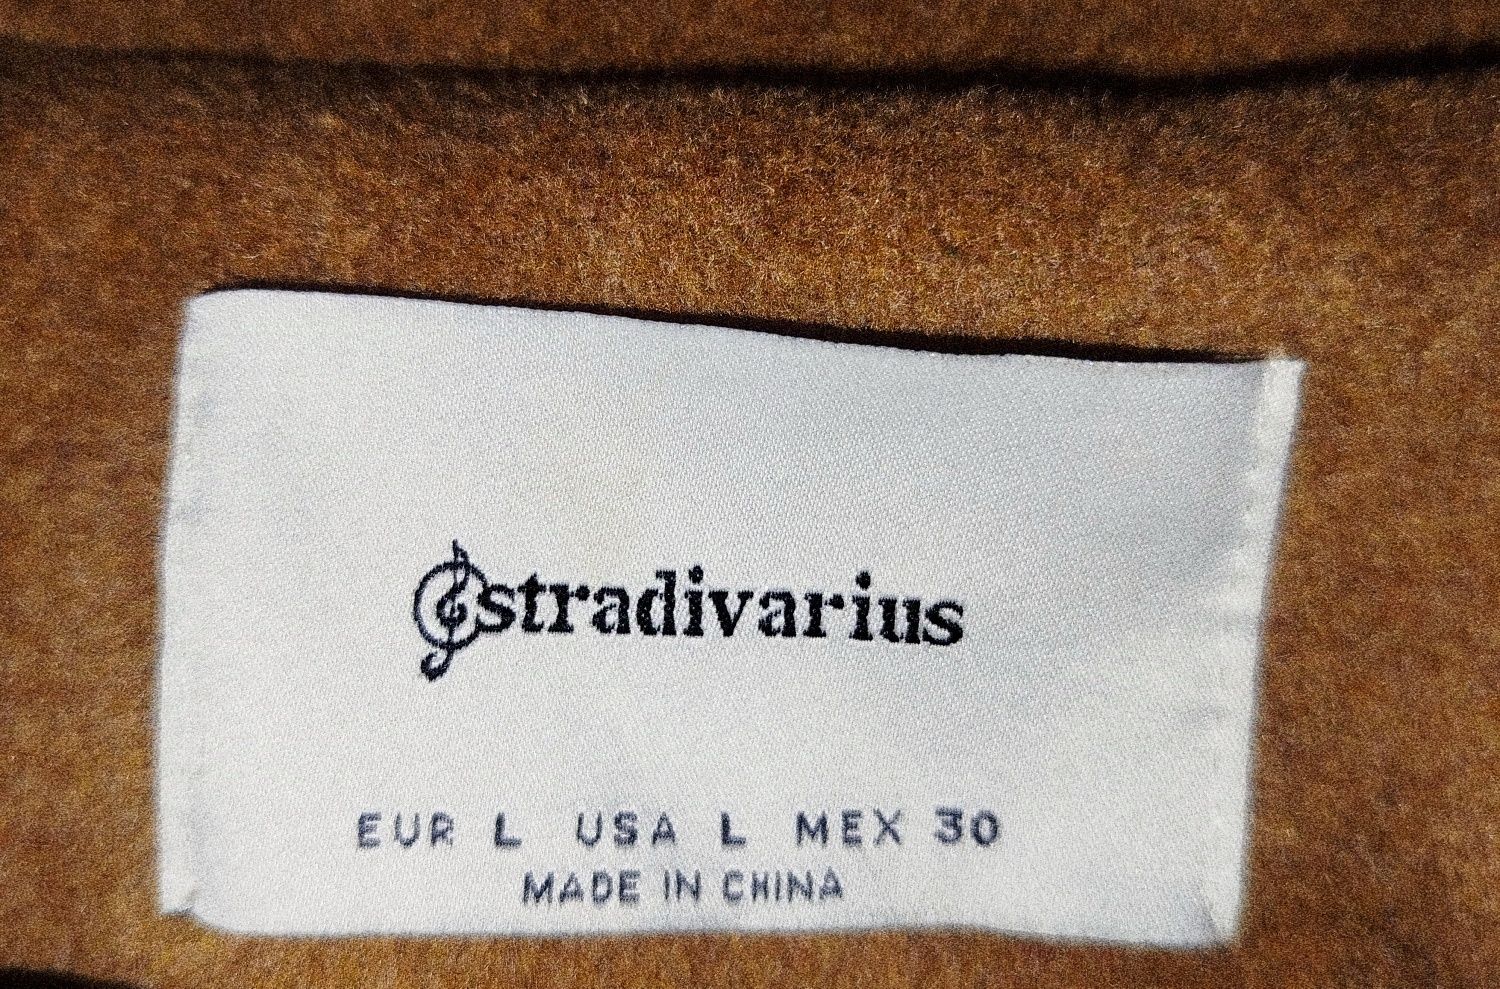 stradivarius
EUR L USA L MEX 30
MADE IN CHINA